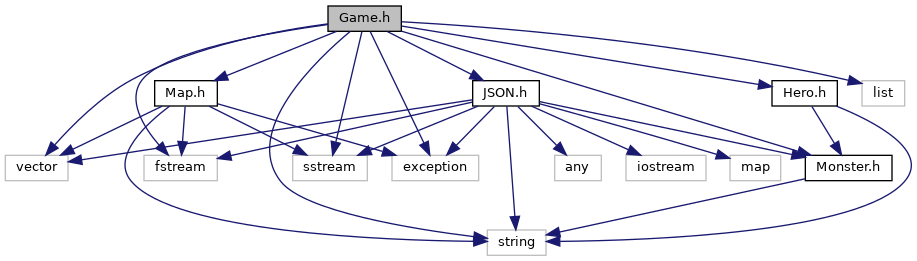 Game.h
Map.h
JSON.h
Hero.h
list
vector
fstream
sstream
exception
any
iostream
map
Monster.h
string